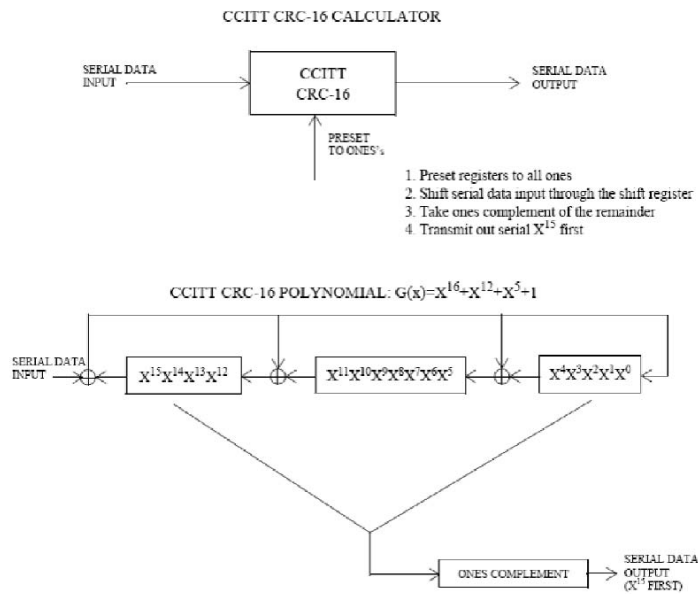 CCITT CRC-16 CALCULATOR
SERIAL DATA
INPUT
CCITT
CRC-16
SERIAL DATA
OUTPUT
PRESET
TO ONES's
1. Preset registers to all ones
2. Shift serial data input through the shift register
3. Take ones complement of the remainder
4. Transmit out serial X¹⁵ first
CCITT CRC-16 POLYNOMIAL: G(x)=X¹⁶+X¹²+X⁵+1
SERIAL DATA
INPUT
X¹⁵X¹⁴X¹³X¹²
X¹¹X¹⁰X⁹X⁸X⁷X⁶X⁵
X⁴X³X²X¹X⁰
ONES COMPLEMENT
SERIAL DATA
OUTPUT
(X¹⁵ FIRST)